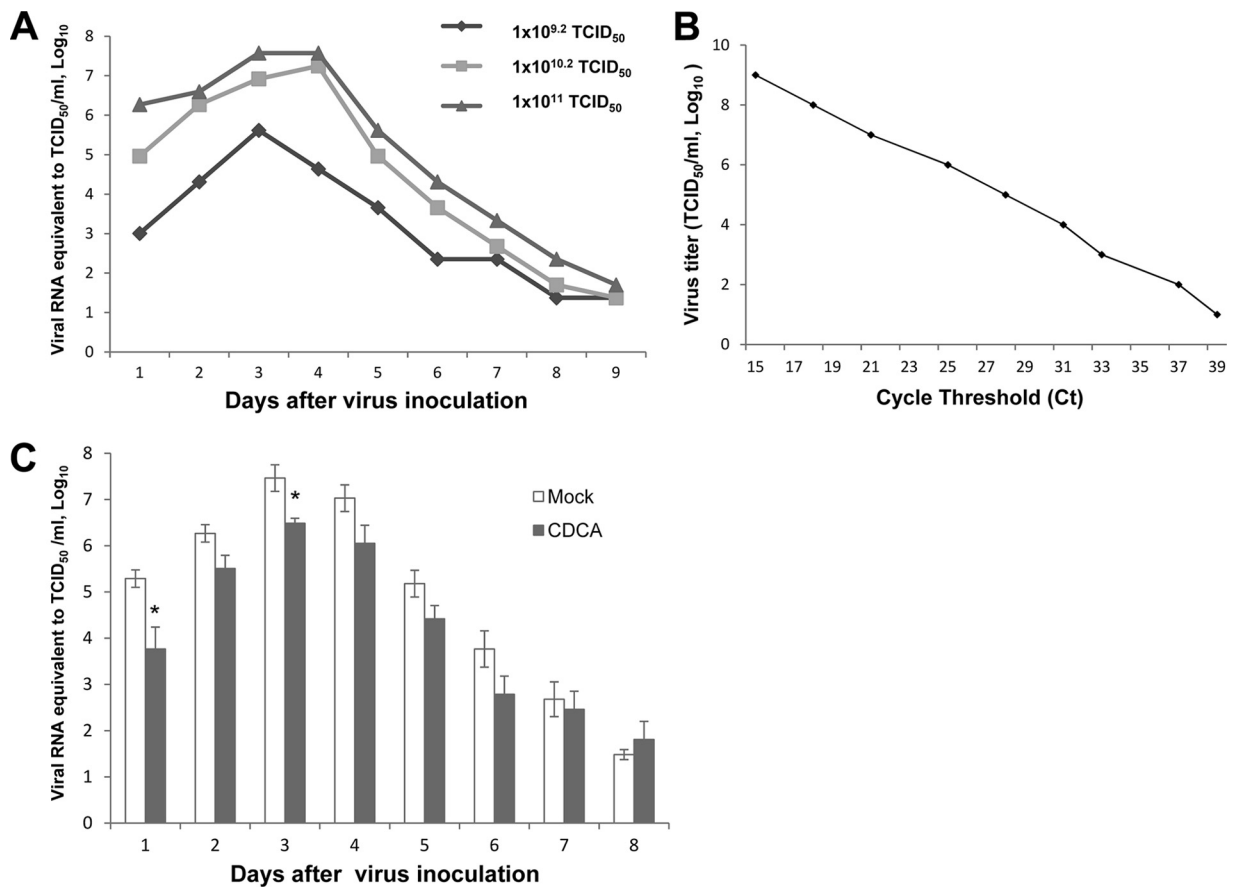 A
Viral RNA equivalent to TCID50/ml, Log10
8
7
6
5
4
3
2
1
0
1 2 3 4 5 6 7 8 9
Days after virus inoculation
1x10^9.2 TCID50
1x10^10.2 TCID50
1x10^11 TCID50
B
Virus titer (TCID50/ml, Log10)
10
8
6
4
2
0
15 17 19 21 23 25 27 29 31 33 35 37 39
Cycle Threshold (Ct)
C
Viral RNA equivalent to TCID50 /ml, Log10
8
7
6
5
4
3
2
1
0
* *
1 2 3 4 5 6 7 8
Days after virus inoculation
Mock
CDCA